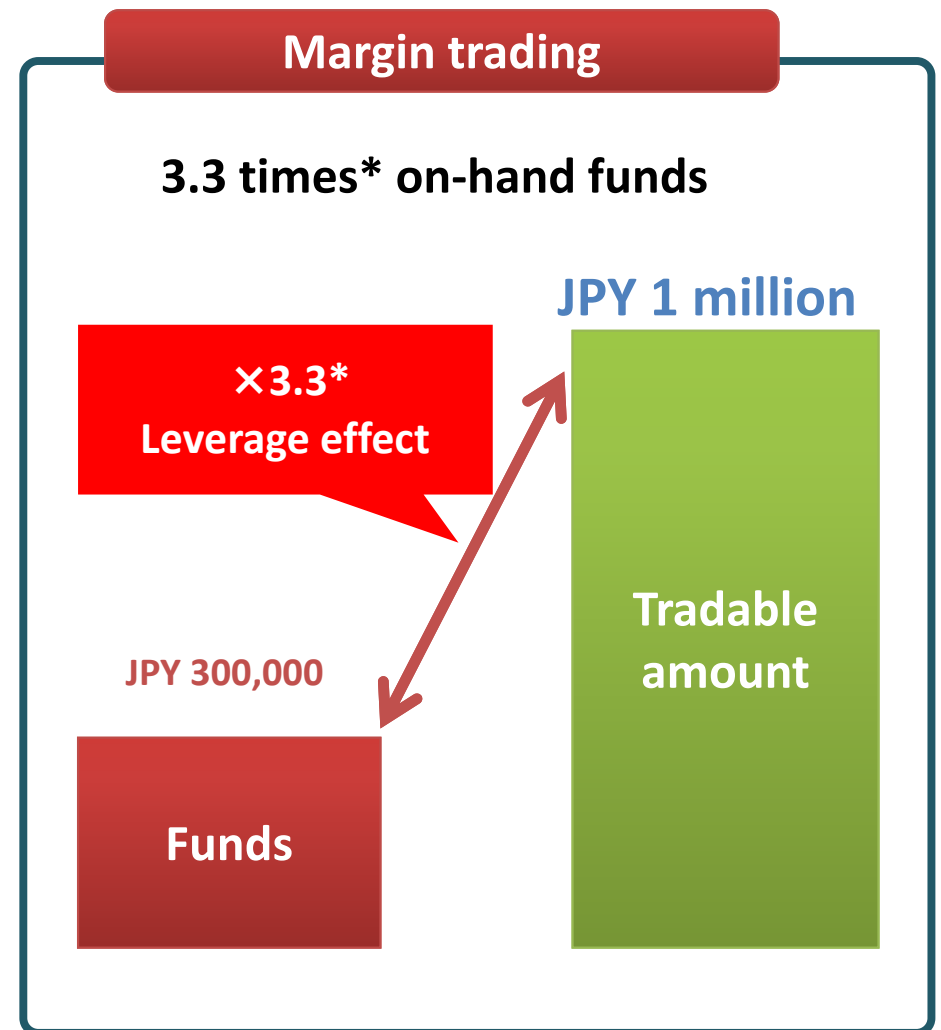 Margin trading
3.3 times* on-hand funds
JPY 1 million
×3.3*
Leverage effect
Tradable
amount
JPY 300,000
Funds